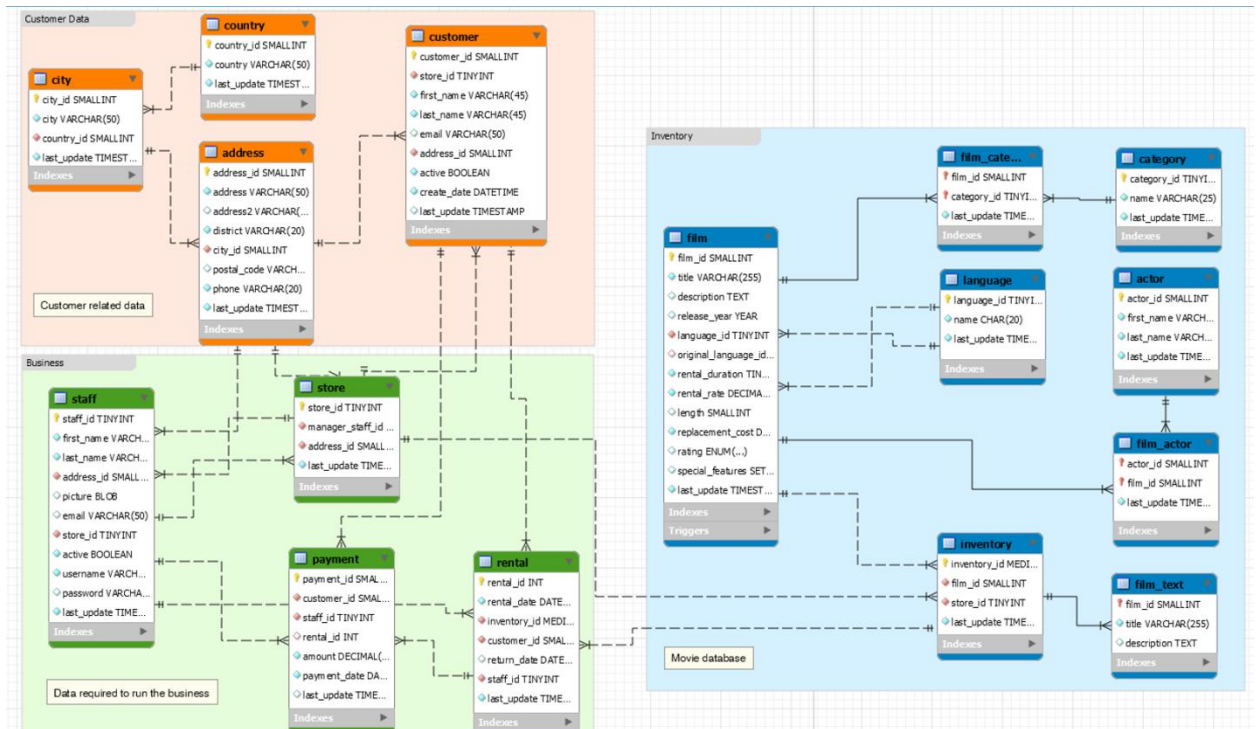 Customer Data
country
country_id SMALLINT
country VARCHAR(50)
last_update TIMEST...
Indexes
customer
customer_id SMALLINT
store_id TINYINT
first_name VARCHAR(45)
last_name VARCHAR(45)
email VARCHAR(50)
address_id SMALLINT
active BOOLEAN
create_date DATETIME
last_update TIMESTAMP
Indexes
city
city_id SMALLINT
city VARCHAR(50)
country_id SMALLINT
last_update TIMEST...
Indexes
address
address_id SMALLINT
address VARCHAR(50)
address2 VARCHAR(...
district VARCHAR(20)
city_id SMALLINT
postal_code VARCH...
phone VARCHAR(20)
last_update TIMEST...
Indexes
Customer related data
Business
staff
staff_id TINYINT
first_name VARCH...
last_name VARCH...
address_id SMALL...
picture BLOB
email VARCHAR(50)
store_id TINYINT
active BOOLEAN
username VARCH...
password VARCHA...
last_update TIME...
Indexes
store
store_id TINYINT
manager_staff_id ...
address_id SMALL...
last_update TIME...
Indexes
payment
payment_id SMAL...
customer_id SMAL...
staff_id TINYINT
rental_id INT
amount DECIMAL(...
payment_date DA...
last_update TIME...
Indexes
rental
rental_id INT
rental_date DATE...
inventory_id MEDI...
customer_id SMAL...
return_date DATE...
staff_id TINYINT
last_update TIME...
Indexes
Data required to run the business
Inventory
film
film_id SMALLINT
title VARCHAR(255)
description TEXT
release_year YEAR
language_id TINYINT
original_language_id...
rental_duration TIN...
rental_rate DECIMA...
length SMALLINT
replacement_cost D...
rating ENUM(...)
special_features SET...
last_update TIMEST...
Indexes
Triggers
film_cate...
film_id SMALLINT
category_id TINYI...
last_update TIME...
Indexes
category
category_id TINYI...
name VARCHAR(25)
last_update TIME...
Indexes
language
language_id TINYI...
name CHAR(20)
last_update TIME...
Indexes
actor
actor_id SMALLINT
first_name VARCH...
last_name VARCH...
last_update TIME...
Indexes
film_actor
actor_id SMALLINT
film_id SMALLINT
last_update TIME...
Indexes
inventory
inventory_id MEDI...
film_id SMALLINT
store_id TINYINT
last_update TIME...
Indexes
film_text
film_id SMALLINT
title VARCHAR(255)
description TEXT
Indexes
Movie database